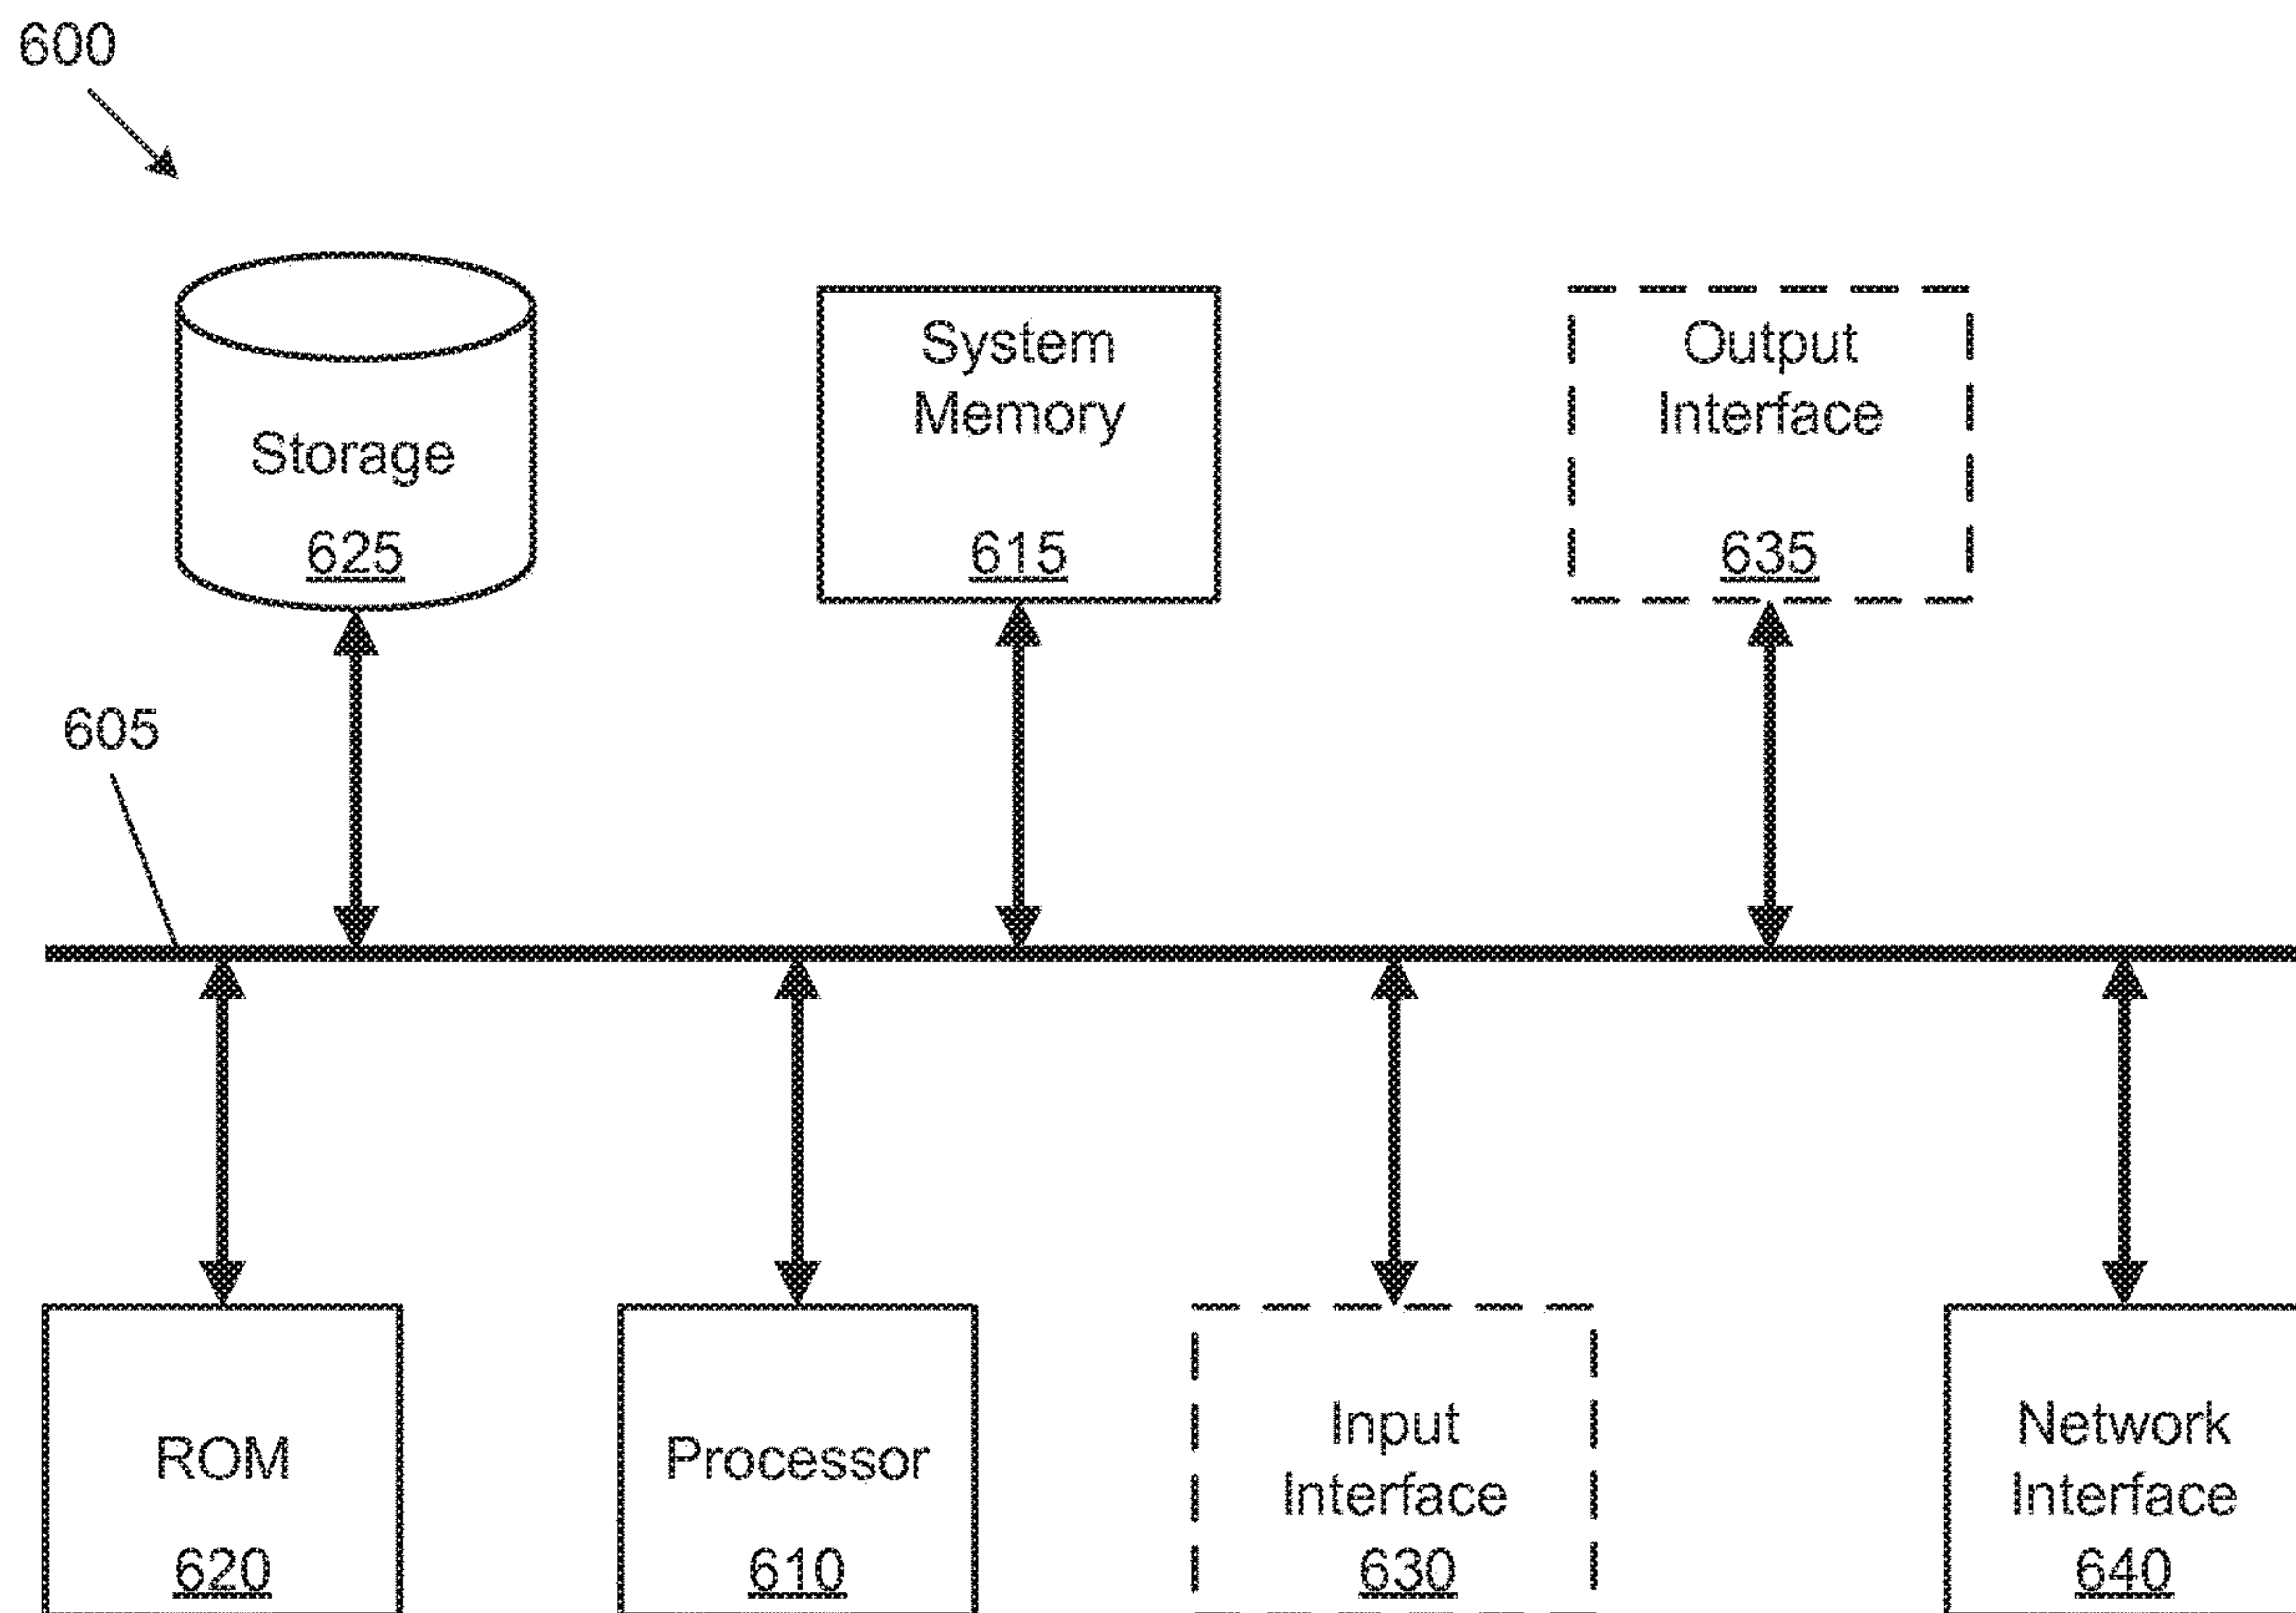 600
Storage
625
System
Memory
615
Output
Interface
635
605
ROM
620
Processor
610
Input
Interface
630
Network
Interface
640